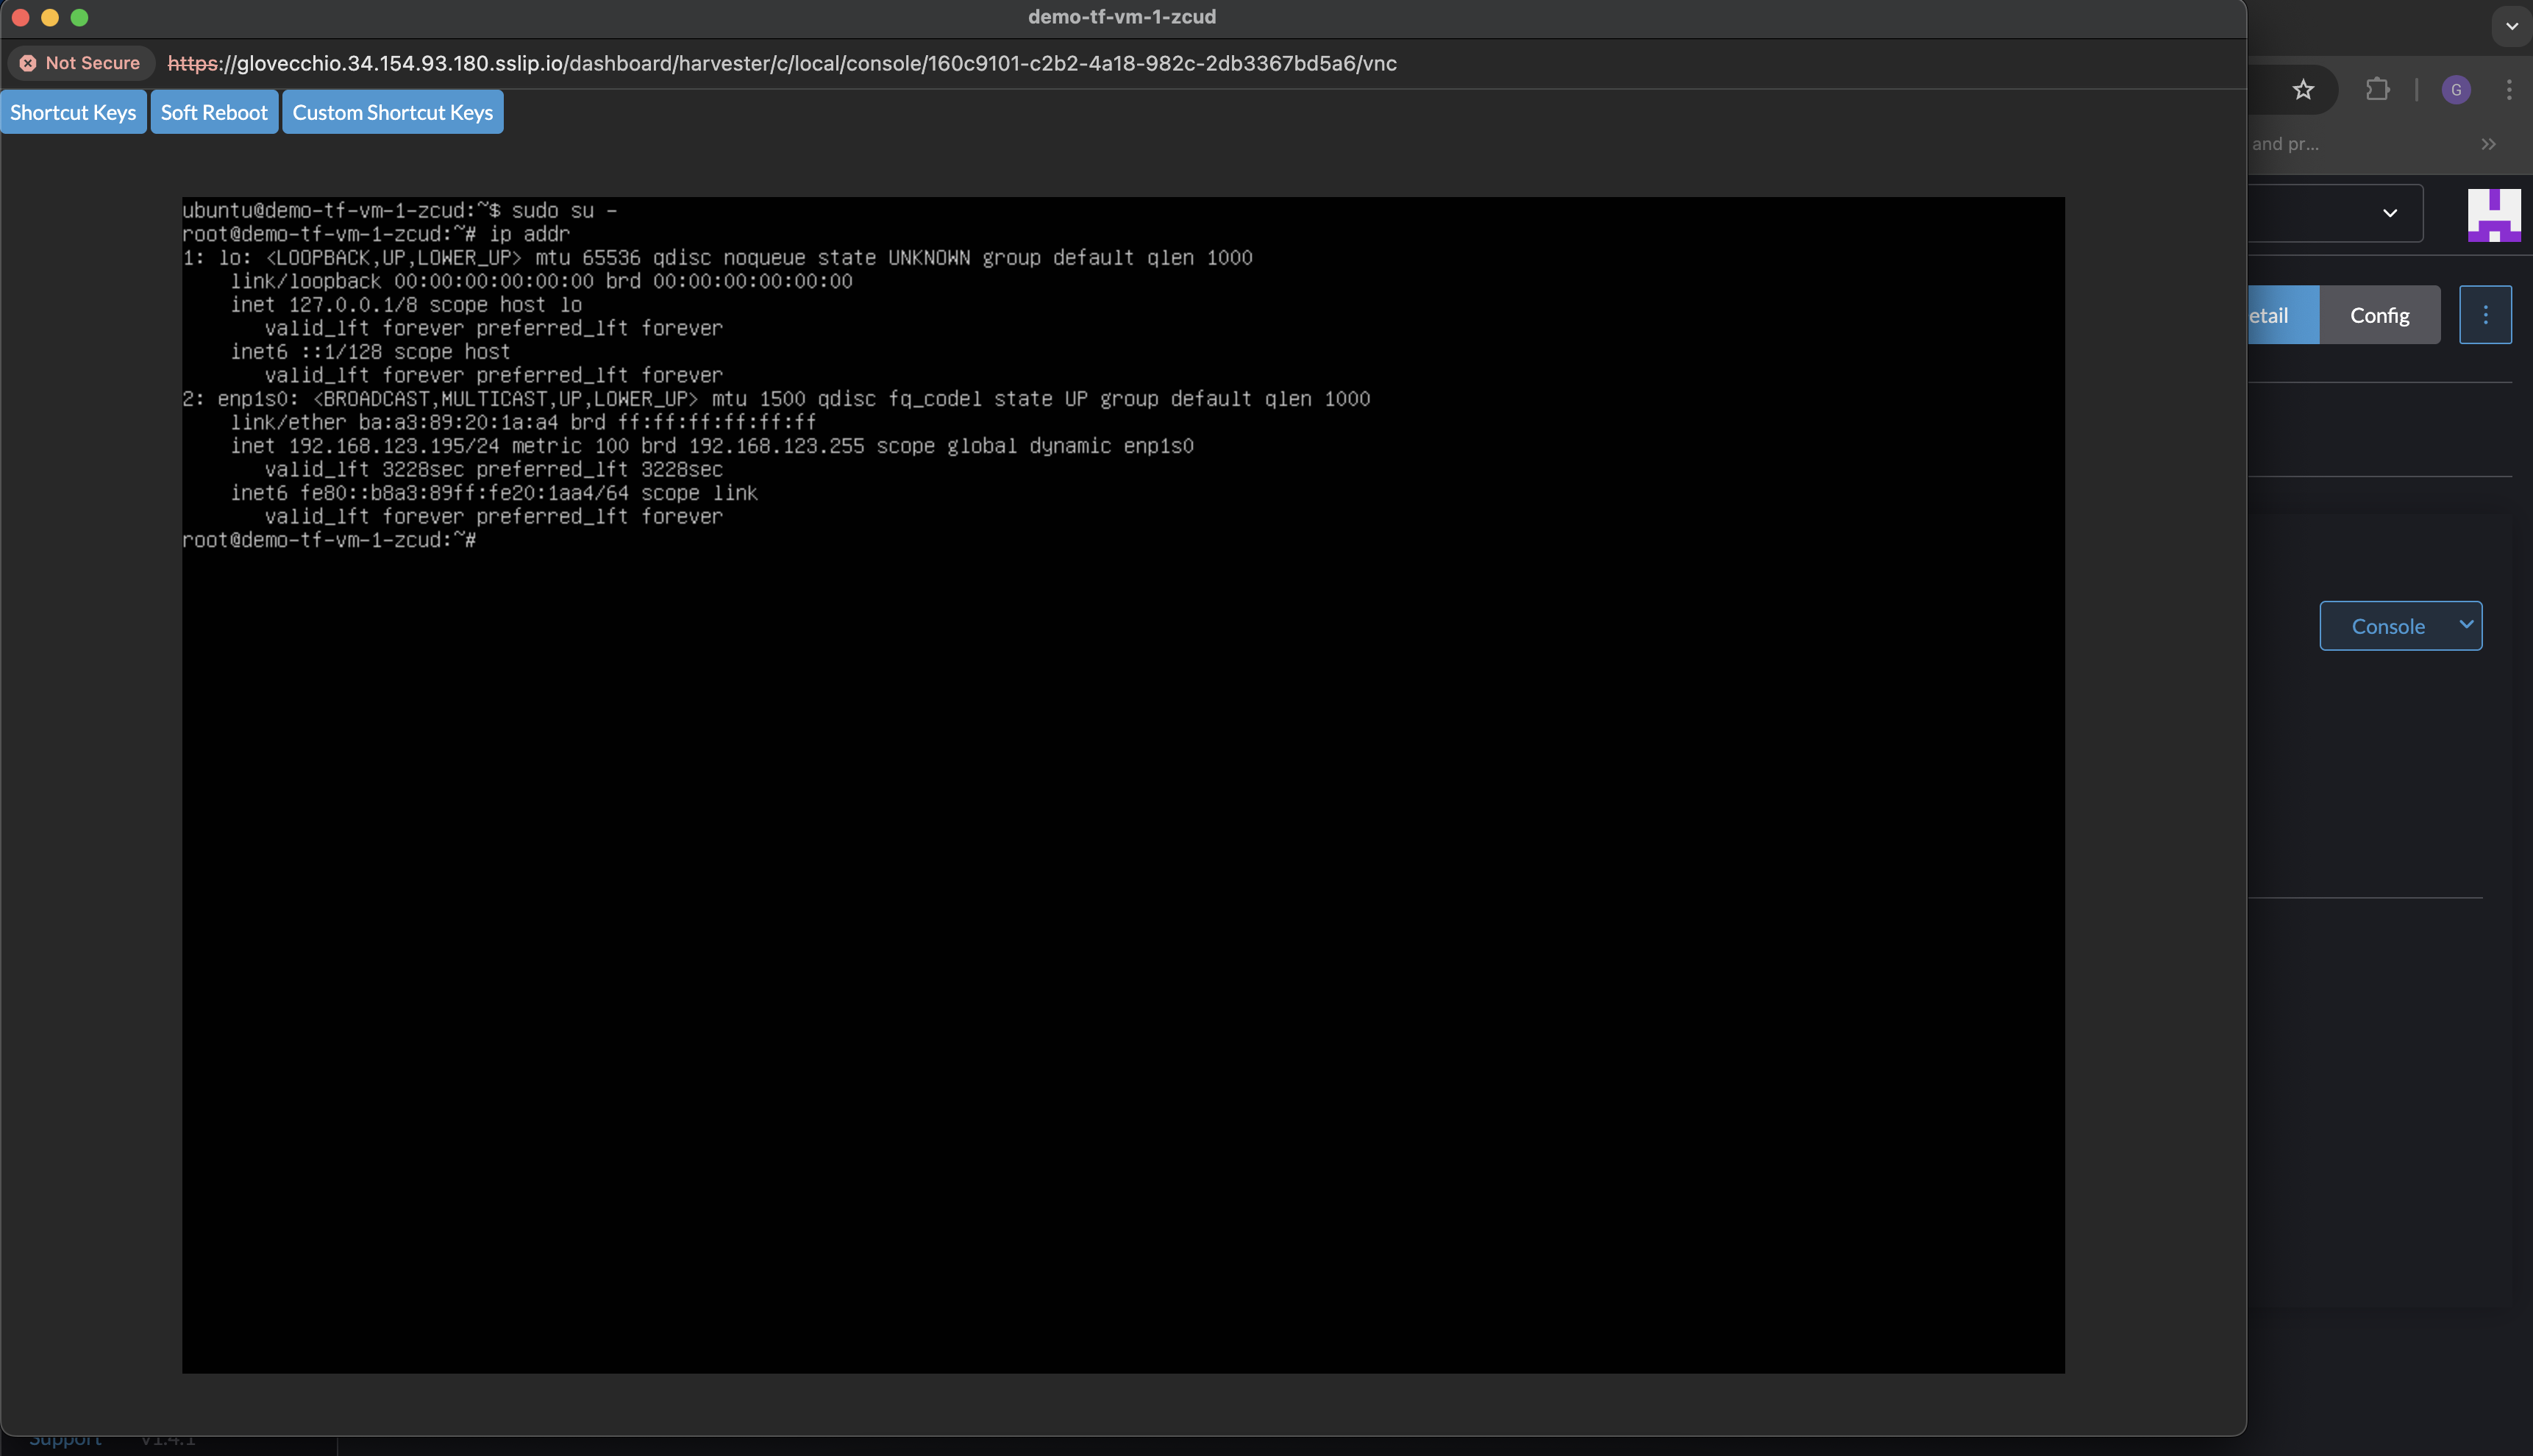 demo-tf-vm-1-zcud
Not Secure https://glovecchio.34.154.93.180.sslip.io/dashboard/harvester/c/local/console/160c9101-c2b2-4a18-982c-2db3367bd5a6/vnc
G
Shortcut Keys Soft Reboot Custom Shortcut Keys
and pr...
ubuntu@demo-tf-vm-1-zcud:~$ sudo su -
root@demo-tf-vm-1-zcud:~# ip addr
1: lo: <LOOPBACK,UP,LOWER_UP> mtu 65536 qdisc noqueue state UNKNOWN group default qlen 1000
link/loopback 00:00:00:00:00:00 brd 00:00:00:00:00:00
inet 127.0.0.1/8 scope host lo
valid_lft forever preferred_lft forever
inet6 ::1/128 scope host
valid_lft forever preferred_lft forever
2: enp1s0: <BROADCAST,MULTICAST,UP,LOWER_UP> mtu 1500 qdisc fq_codel state UP group default qlen 1000
link/ether ba:a3:89:20:1a:a4 brd ff:ff:ff:ff:ff:ff
inet 192.168.123.195/24 metric 100 brd 192.168.123.255 scope global dynamic enp1s0
valid_lft 3228sec preferred_lft 3228sec
inet6 fe80::b8a3:89ff:fe20:1aa4/64 scope link
valid_lft forever preferred_lft forever
root@demo-tf-vm-1-zcud:~#
etail Config
Console
Support v1.4.1